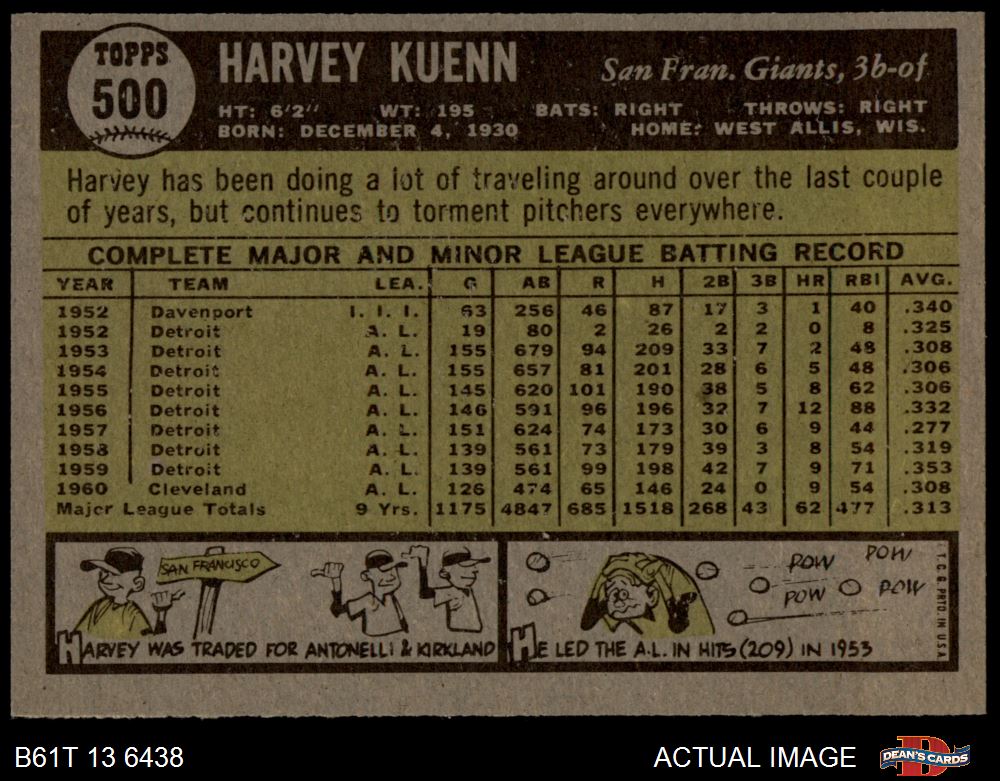 TOPPS
500
HARVEY KUENN
San Fran. Giants, 3b-of
HT: 6'2'' WT: 195 BATS: RIGHT THROWS: RIGHT
BORN: DECEMBER 4, 1930 HOME: WEST ALLIS, WIS.
Harvey has been doing a lot of traveling around over the last couple
of years, but continues to torment pitchers everywhere.
COMPLETE MAJOR AND MINOR LEAGUE BATTING RECORD
YEAR TEAM LEA. G AB R H 2B 3B HR RBI AVG.
1952 Davenport I. I. I. 63 256 46 87 17 3 1 40 .340
1952 Detroit A. L. 19 80 2 26 2 2 0 8 .325
1953 Detroit A. L. 155 679 94 209 33 7 2 48 .308
1954 Detroit A. L. 155 657 81 201 28 6 5 48 .306
1955 Detroit A. L. 145 620 101 190 38 5 8 62 .306
1956 Detroit A. L. 146 591 96 196 32 7 12 88 .332
1957 Detroit A. L. 151 624 74 173 30 6 9 44 .277
1958 Detroit A. L. 139 561 73 179 39 3 8 54 .319
1959 Detroit A. L. 139 561 99 198 42 7 9 71 .353
1960 Cleveland A. L. 126 474 65 146 24 0 9 54 .308
Major League Totals 9 Yrs. 1175 4847 685 1518 268 43 62 477 .313
SAN FRANCISCO
HARVEY WAS TRADED FOR ANTONELLI & KIRKLAND
POW POW
POW POW
HE LED THE A.L. IN HITS (209) IN 1953
T. C. G. PRTD. IN U.S.A.
B61T 13 6438 ACTUAL IMAGE DEAN'S CARDS